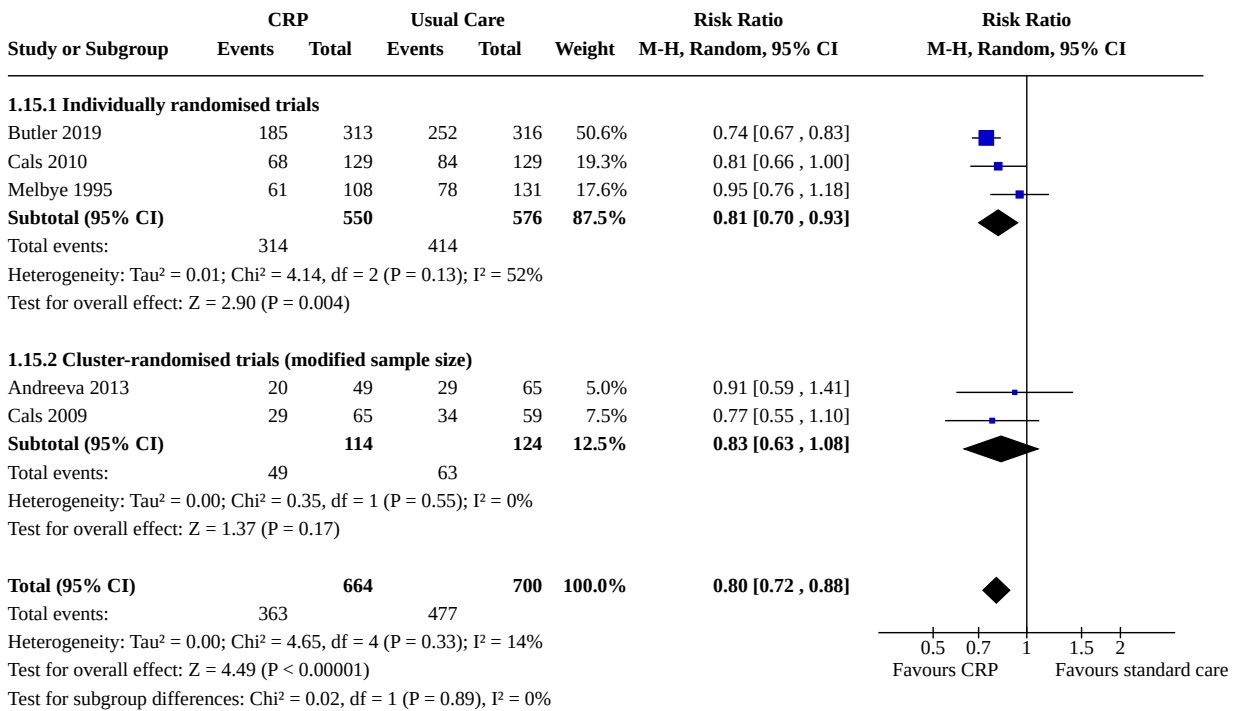 CRP Usual Care Risk Ratio Risk Ratio
Study or Subgroup Events Total Events Total Weight M-H, Random, 95% CI M-H, Random, 95% CI
1.15.1 Individually randomised trials
Butler 2019 185 313 252 316 50.6% 0.74 [0.67 , 0.83]
Cals 2010 68 129 84 129 19.3% 0.81 [0.66 , 1.00]
Melbye 1995 61 108 78 131 17.6% 0.95 [0.76 , 1.18]
Subtotal (95% CI) 550 576 87.5% 0.81 [0.70 , 0.93]
Total events: 314 414
Heterogeneity: Tau² = 0.01; Chi² = 4.14, df = 2 (P = 0.13); I² = 52%
Test for overall effect: Z = 2.90 (P = 0.004)
1.15.2 Cluster-randomised trials (modified sample size)
Andreeva 2013 20 49 29 65 5.0% 0.91 [0.59 , 1.41]
Cals 2009 29 65 34 59 7.5% 0.77 [0.55 , 1.10]
Subtotal (95% CI) 114 124 12.5% 0.83 [0.63 , 1.08]
Total events: 49 63
Heterogeneity: Tau² = 0.00; Chi² = 0.35, df = 1 (P = 0.55); I² = 0%
Test for overall effect: Z = 1.37 (P = 0.17)
Total (95% CI) 664 700 100.0% 0.80 [0.72 , 0.88]
Total events: 363 477
Heterogeneity: Tau² = 0.00; Chi² = 4.65, df = 4 (P = 0.33); I² = 14%
Test for overall effect: Z = 4.49 (P < 0.00001)
Test for subgroup differences: Chi² = 0.02, df = 1 (P = 0.89), I² = 0%
0.5 0.7 1 1.5 2
Favours CRP Favours standard care